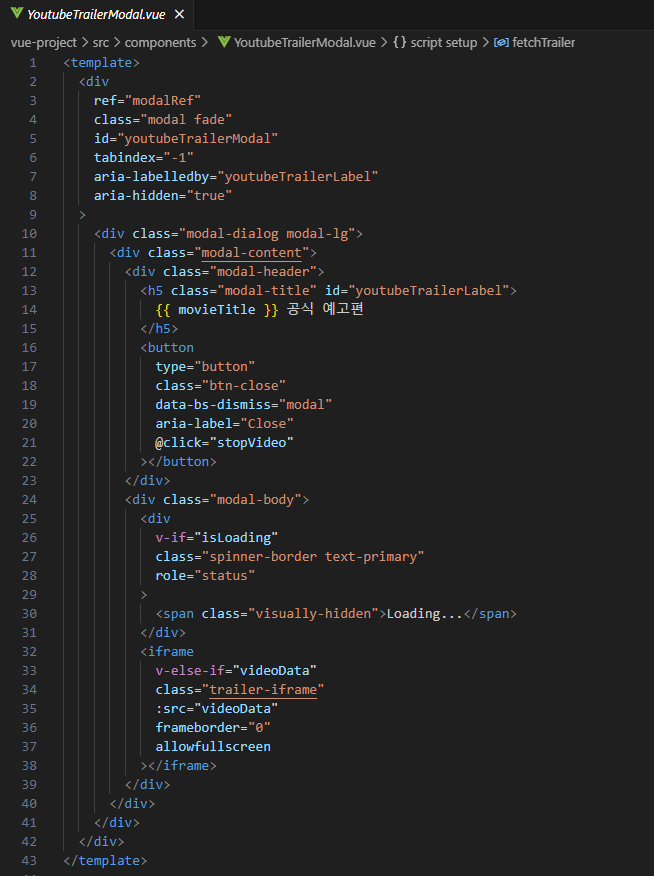 YoutubeTrailerModal.vue ×
vue-project > src > components > YoutubeTrailerModal.vue > {} script setup > fetchTrailer
1 <template>
2 <div
3 ref="modalRef"
4 class="modal fade"
5 id="youtubeTrailerModal"
6 tabindex="-1"
7 aria-labelledby="youtubeTrailerLabel"
8 aria-hidden="true"
9 >
10 <div class="modal-dialog modal-lg">
11 <div class="modal-content">
12 <div class="modal-header">
13 <h5 class="modal-title" id="youtubeTrailerLabel">
14 {{ movieTitle }} 공식 예고편
15 </h5>
16 <button
17 type="button"
18 class="btn-close"
19 data-bs-dismiss="modal"
20 aria-label="Close"
21 @click="stopVideo"
22 ></button>
23 </div>
24 <div class="modal-body">
25 <div
26 v-if="isLoading"
27 class="spinner-border text-primary"
28 role="status"
29 >
30 <span class="visually-hidden">Loading...</span>
31 </div>
32 <iframe
33 v-else-if="videoData"
34 class="trailer-iframe"
35 :src="videoData"
36 frameborder="0"
37 allowfullscreen
38 ></iframe>
39 </div>
40 </div>
41 </div>
42 </div>
43 </template>